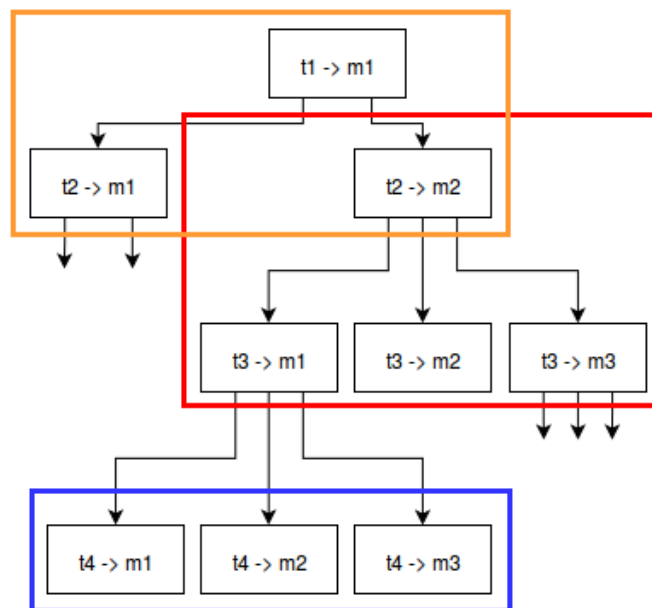 t1 -> m1
t2 -> m1
t2 -> m2
t3 -> m1
t3 -> m2
t3 -> m3
t4 -> m1
t4 -> m2
t4 -> m3